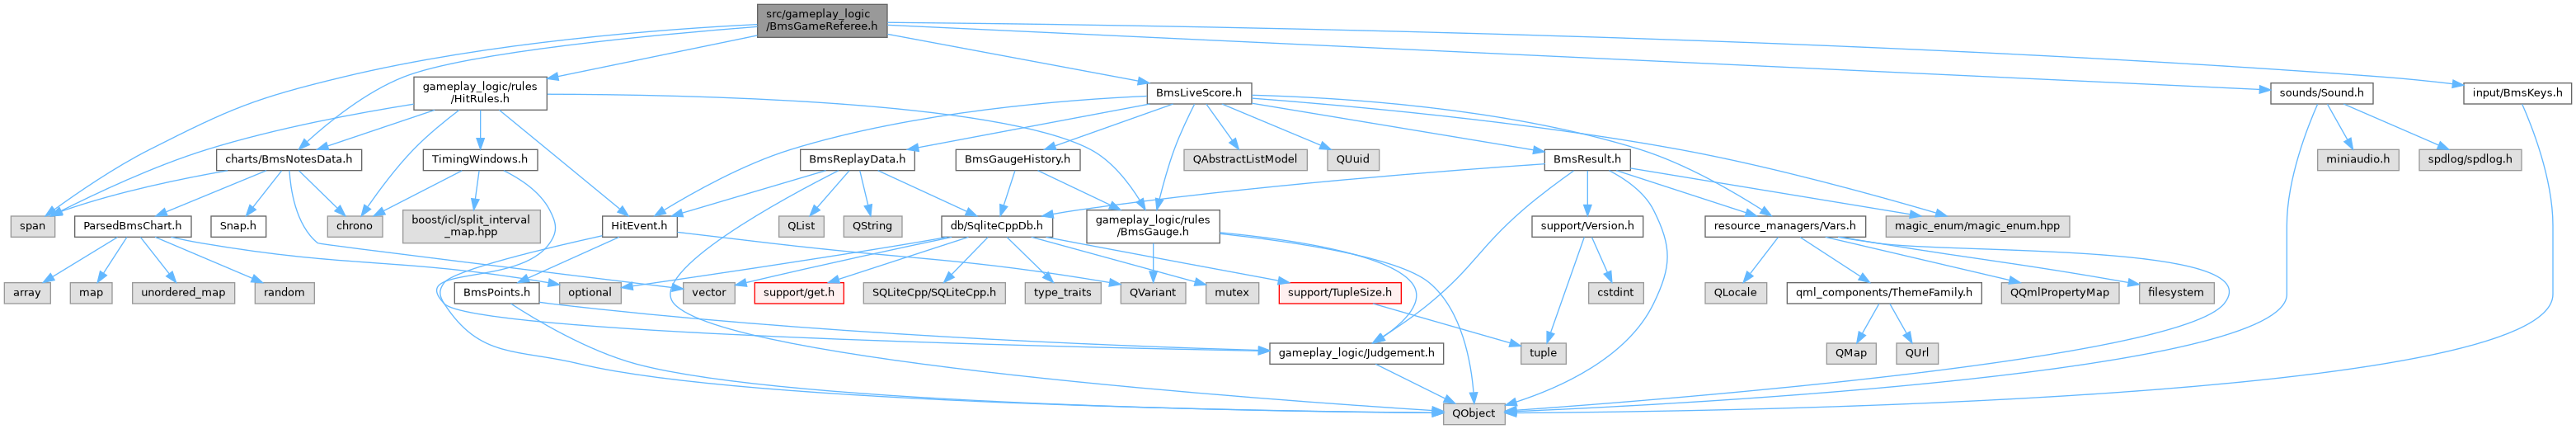 src/gameplay_logic
/BmsGameReferee.h
gameplay_logic/rules
/HitRules.h
BmsLiveScore.h
sounds/Sound.h
input/BmsKeys.h
charts/BmsNotesData.h
TimingWindows.h
BmsReplayData.h
BmsGaugeHistory.h
QAbstractListModel
QUuid
BmsResult.h
miniaudio.h
spdlog/spdlog.h
span
ParsedBmsChart.h
Snap.h
chrono
boost/icl/split_interval
_map.hpp
HitEvent.h
QList
QString
db/SqliteCppDb.h
gameplay_logic/rules
/BmsGauge.h
support/Version.h
resource_managers/Vars.h
magic_enum/magic_enum.hpp
array
map
unordered_map
random
BmsPoints.h
optional
vector
support/get.h
SQLiteCpp/SQLiteCpp.h
type_traits
QVariant
mutex
support/TupleSize.h
cstdint
QLocale
qml_components/ThemeFamily.h
QQmlPropertyMap
filesystem
gameplay_logic/Judgement.h
tuple
QMap
QUrl
QObject